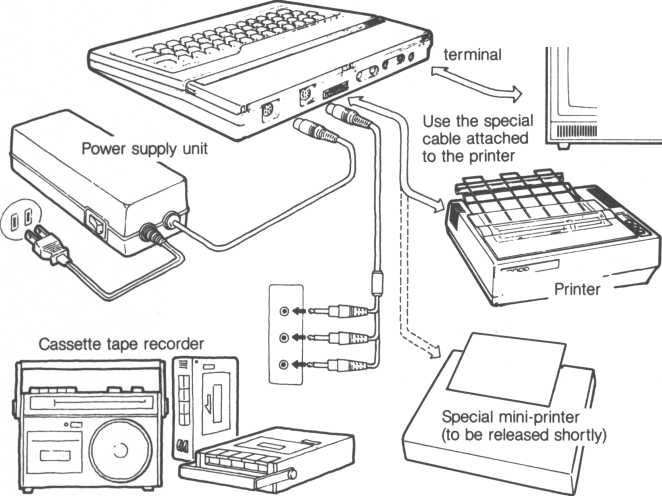 terminal
Use the special
cable attached
to the printer
Power supply unit
Printer
Cassette tape recorder
Special mini-printer
(to be released shortly)